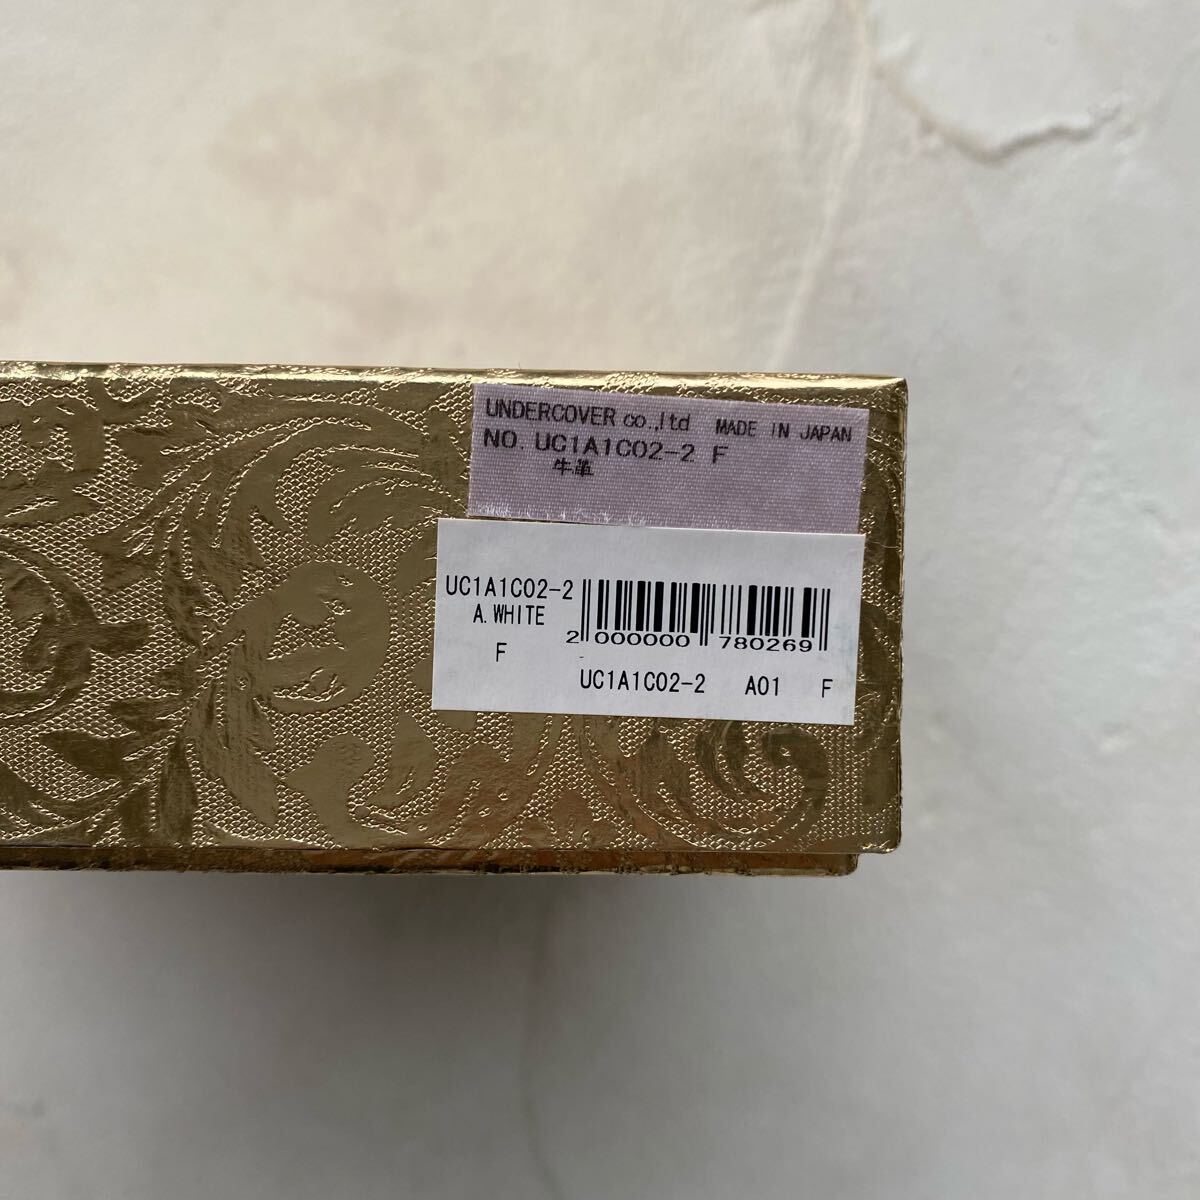 UNDERCOVER co.,ltd MADE IN JAPAN
NO. UC1A1C02-2 F
牛革
UC1A1C02-2
A.WHITE
F
2 000000 780269
UC1A1C02-2 A01 F